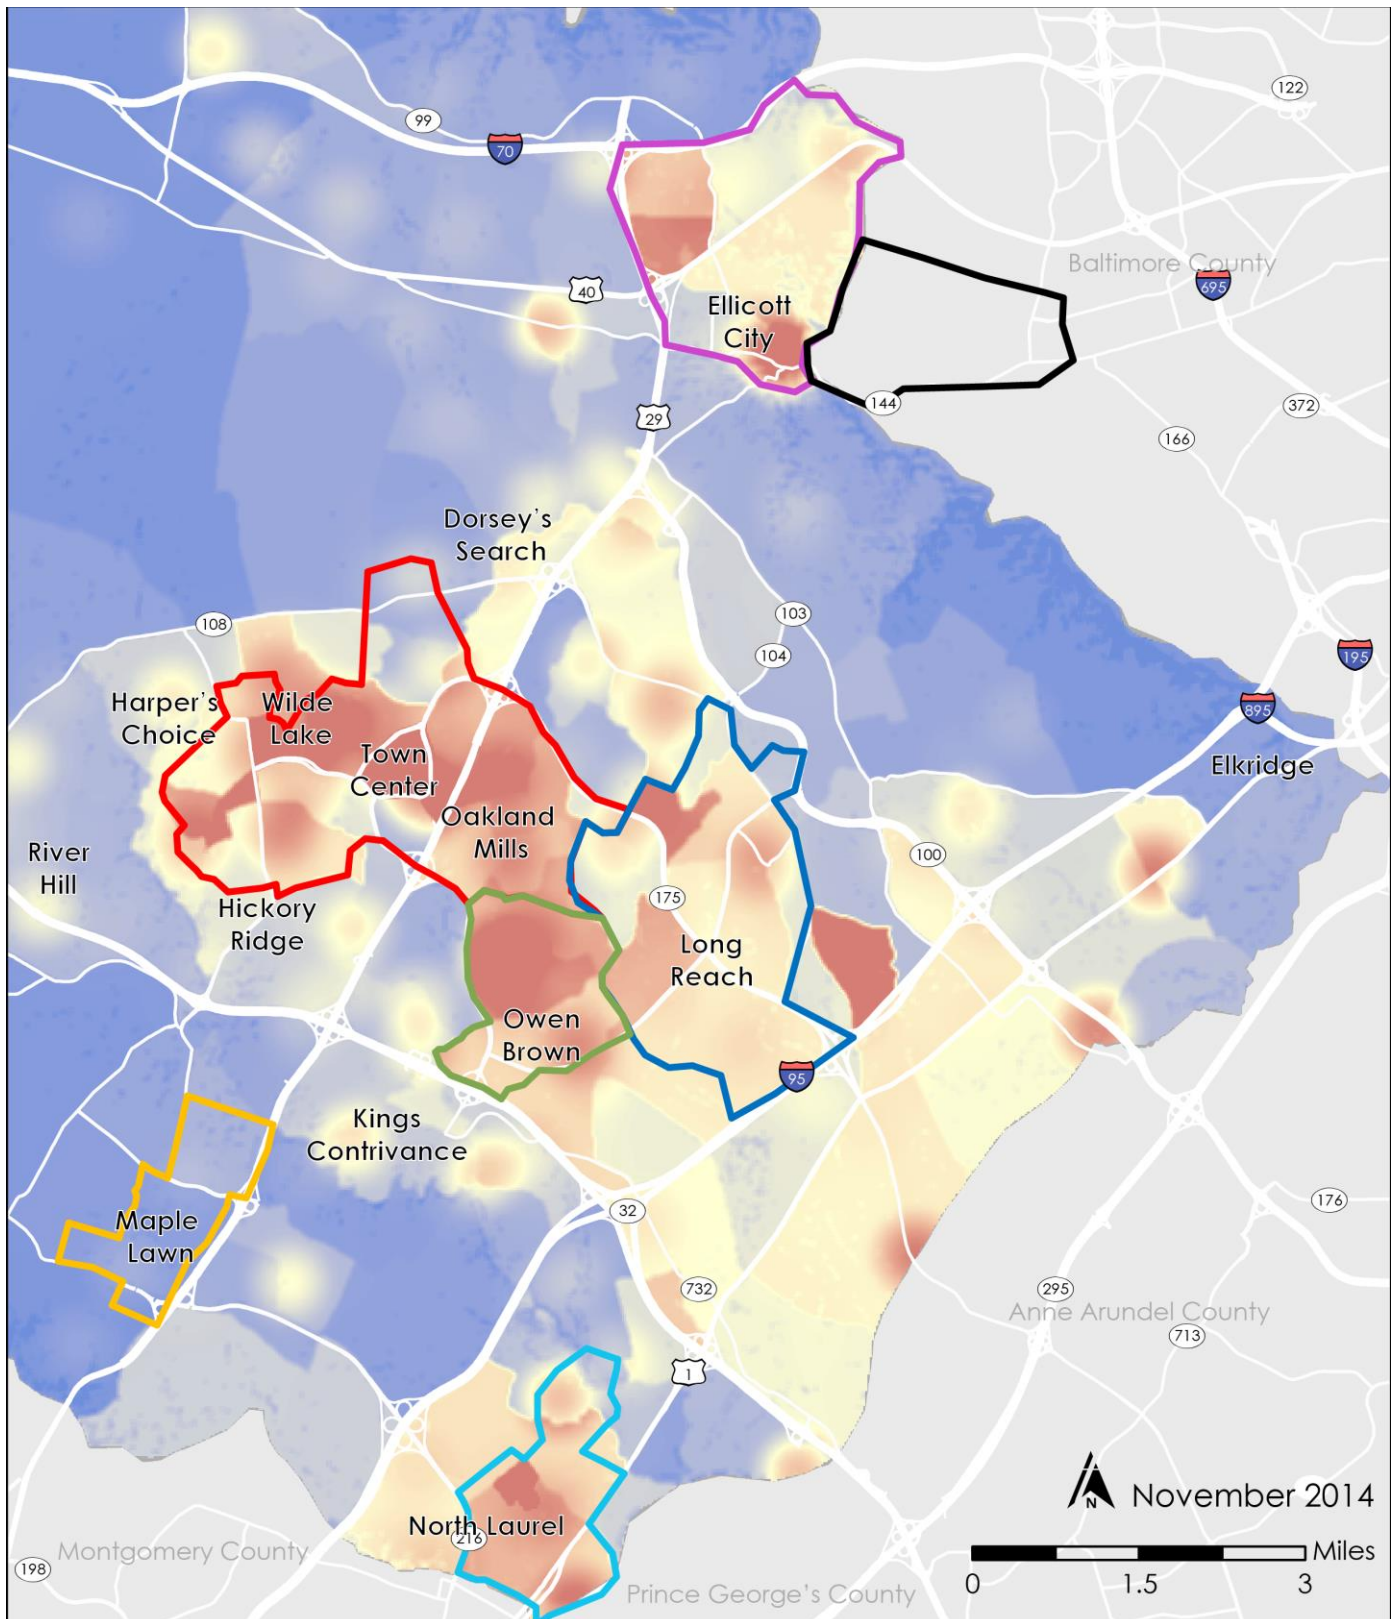 122
99
70
Baltimore County
695
40
Ellicott
City
144
372
29
166
Dorsey's
Search
103
108
104
195
Harper's
Choice
Wilde
Lake
895
Town
Center
Elkridge
Oakland
Mills
River
Hill
100
175
Hickory
Ridge
Long
Reach
Owen
Brown
95
Kings
Contrivance
176
32
Maple
Lawn
732
295
Anne Arundel County
713
1
November 2014
N
North Laurel
216
Montgomery County
198
Miles
0 1.5 3
Prince George's County